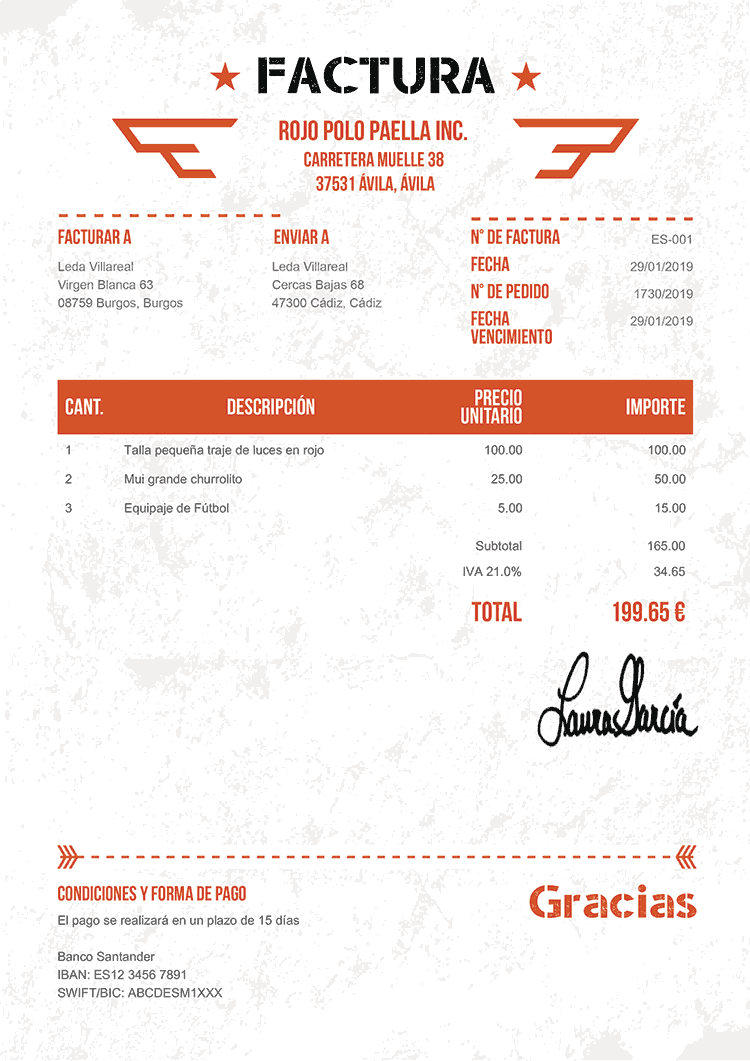 FACTURA
ROJO POLO PAELLA INC.
CARRETERA MUELLE 38
37531 ÁVILA, ÁVILA
FACTURAR A
Leda Villareal
Virgen Blanca 63
08759 Burgos, Burgos
ENVIAR A
Leda Villareal
Cercas Bajas 68
47300 Cádiz, Cádiz
N° DE FACTURA ES-001
FECHA 29/01/2019
N° DE PEDIDO 1730/2019
FECHA VENCIMIENTO 29/01/2019
CANT. DESCRIPCIÓN PRECIO UNITARIO IMPORTE
1 Talla pequeña traje de luces en rojo 100.00 100.00
2 Mui grande churrolito 25.00 50.00
3 Equipaje de Fútbol 5.00 15.00
Subtotal 165.00
IVA 21.0% 34.65
TOTAL 199.65 €
Laura García
CONDICIONES Y FORMA DE PAGO
El pago se realizará en un plazo de 15 días
Banco Santander
IBAN: ES12 3456 7891
SWIFT/BIC: ABCDESM1XXX
Gracias